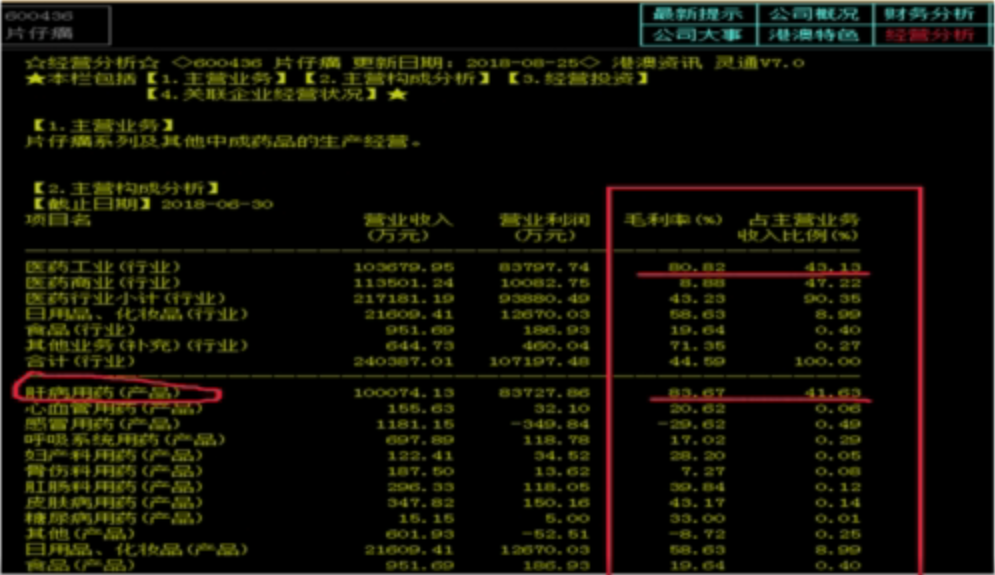 600436
片仔癀
最新提示 公司概况 财务分析
公司大事 港澳特色 经营分析
☆经营分析☆ ◇600436 片仔癀 更新日期：2018-08-25◇ 港澳资讯 灵通V7.0
★本栏包括【1.主营业务】【2.主营构成分析】【3.经营投资】
【4.关联企业经营状况】★
【1.主营业务】
片仔癀系列及其他中成药品的生产经营。
【2.主营构成分析】
【截止日期】2018-06-30
项目名 营业收入 营业利润 毛利率(%) 占主营业务
(万元) (万元) 收入比例(%)
医药工业(行业) 103679.95 83797.74 80.82 43.13
医药商业(行业) 113501.24 10082.75 8.88 47.22
医药行业小计(行业) 217181.19 93880.49 43.23 90.35
日用品、化妆品(行业) 21609.41 12670.03 58.63 8.99
食品(行业) 951.69 186.93 19.64 0.40
其他业务(补充)(行业) 644.73 460.04 71.35 0.27
合计(行业) 240387.01 107197.48 44.59 100.00
肝病用药(产品) 100074.13 83727.86 83.67 41.63
心血管用药(产品) 155.63 32.10 20.62 0.06
感冒用药(产品) 1181.15 -349.84 -29.62 0.49
呼吸系统用药(产品) 697.89 118.78 17.02 0.29
妇产科用药(产品) 122.41 34.52 28.20 0.05
骨伤科用药(产品) 187.50 13.62 7.27 0.08
肛肠科用药(产品) 296.33 118.05 39.84 0.12
皮肤病用药(产品) 347.82 150.16 43.17 0.14
糖尿病用药(产品) 15.15 5.00 33.00 0.01
其他(产品) 601.93 -52.51 -8.72 0.25
日用品、化妆品(产品) 21609.41 12670.03 58.63 8.99
食品(产品) 951.69 186.93 19.64 0.40